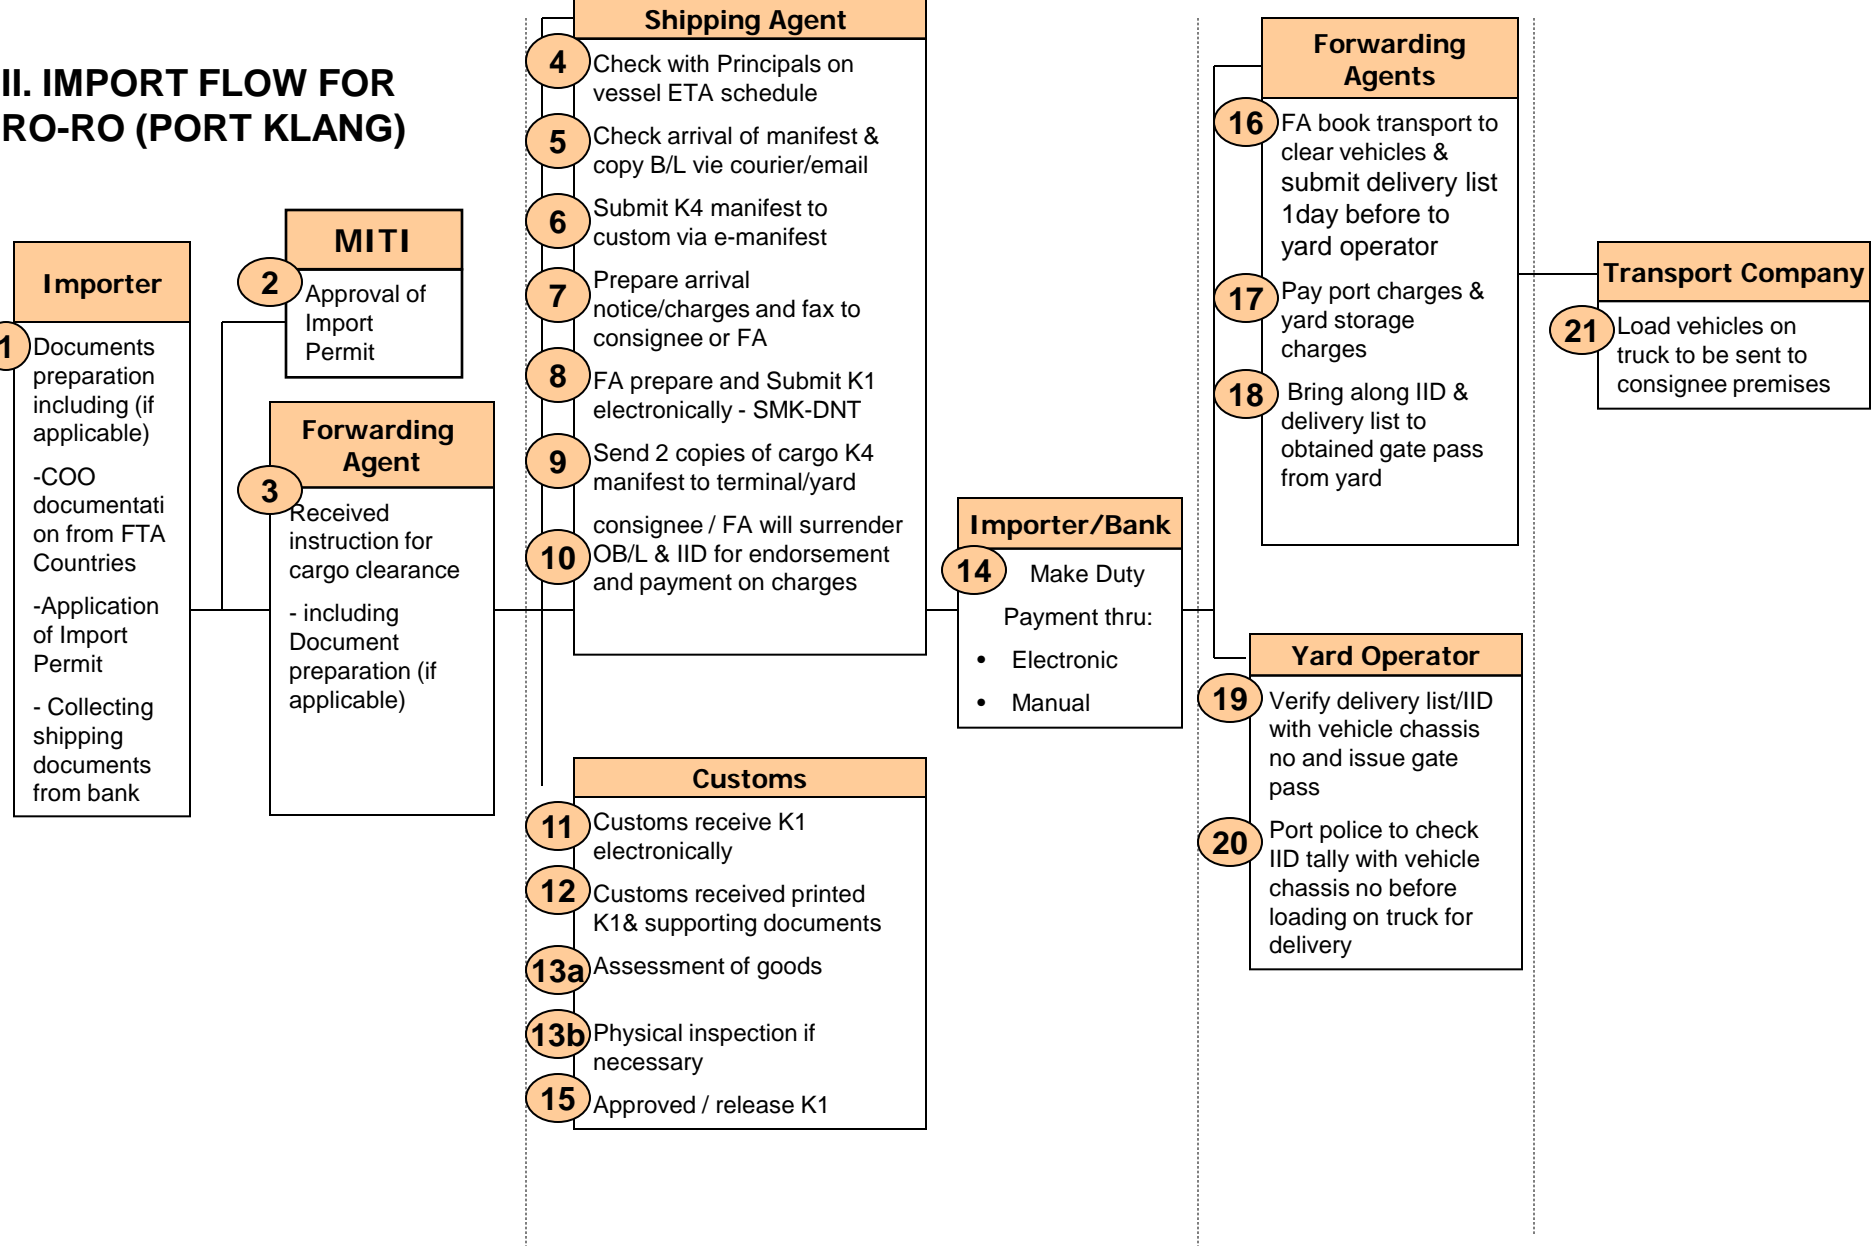 II. IMPORT FLOW FOR
RO-RO (PORT KLANG)
Importer
1
Documents
preparation
including (if
applicable)
-COO
documentati
on from FTA
Countries
-Application
of Import
Permit
- Collecting
shipping
documents
from bank
MITI
2
Approval of
Import
Permit
Forwarding
Agent
3
Received
instruction for
cargo clearance
- including
Document
preparation (if
applicable)
Shipping Agent
4
Check with Principals on
vessel ETA schedule
5
Check arrival of manifest &
copy B/L vie courier/email
6
Submit K4 manifest to
custom via e-manifest
7
Prepare arrival
notice/charges and fax to
consignee or FA
8
FA prepare and Submit K1
electronically - SMK-DNT
9
Send 2 copies of cargo K4
manifest to terminal/yard
10
consignee / FA will surrender
OB/L & IID for endorsement
and payment on charges
Customs
11
Customs receive K1
electronically
12
Customs received printed
K1& supporting documents
13a
Assessment of goods
13b
Physical inspection if
necessary
15
Approved / release K1
Importer/Bank
14
Make Duty
Payment thru:
• Electronic
• Manual
Forwarding
Agents
16
FA book transport to
clear vehicles &
submit delivery list
1day before to
yard operator
17
Pay port charges &
yard storage
charges
18
Bring along IID &
delivery list to
obtained gate pass
from yard
Yard Operator
19
Verify delivery list/IID
with vehicle chassis
no and issue gate
pass
20
Port police to check
IID tally with vehicle
chassis no before
loading on truck for
delivery
Transport Company
21
Load vehicles on
truck to be sent to
consignee premises